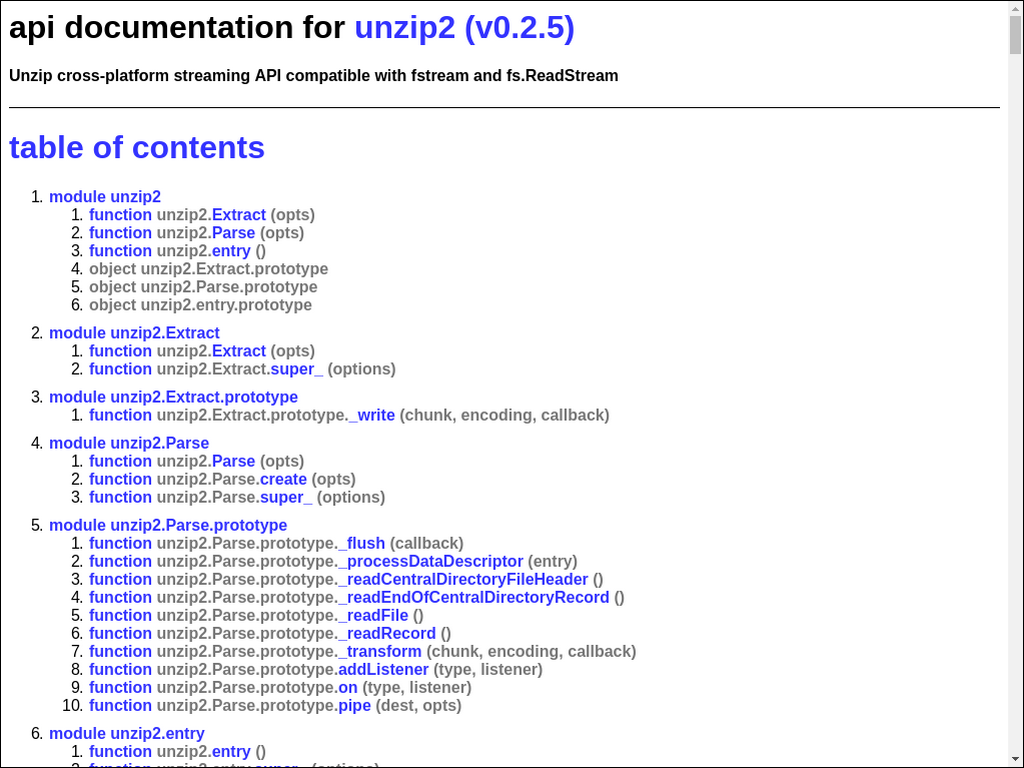 api documentation for unzip2 (v0.2.5)
Unzip cross-platform streaming API compatible with fstream and fs.ReadStream
table of contents
1. module unzip2
1. function unzip2.Extract (opts)
2. function unzip2.Parse (opts)
3. function unzip2.entry ()
4. object unzip2.Extract.prototype
5. object unzip2.Parse.prototype
6. object unzip2.entry.prototype
2. module unzip2.Extract
1. function unzip2.Extract (opts)
2. function unzip2.Extract.super_ (options)
3. module unzip2.Extract.prototype
1. function unzip2.Extract.prototype._write (chunk, encoding, callback)
4. module unzip2.Parse
1. function unzip2.Parse (opts)
2. function unzip2.Parse.create (opts)
3. function unzip2.Parse.super_ (options)
5. module unzip2.Parse.prototype
1. function unzip2.Parse.prototype._flush (callback)
2. function unzip2.Parse.prototype._processDataDescriptor (entry)
3. function unzip2.Parse.prototype._readCentralDirectoryFileHeader ()
4. function unzip2.Parse.prototype._readEndOfCentralDirectoryRecord ()
5. function unzip2.Parse.prototype._readFile ()
6. function unzip2.Parse.prototype._readRecord ()
7. function unzip2.Parse.prototype._transform (chunk, encoding, callback)
8. function unzip2.Parse.prototype.addListener (type, listener)
9. function unzip2.Parse.prototype.on (type, listener)
10. function unzip2.Parse.prototype.pipe (dest, opts)
6. module unzip2.entry
1. function unzip2.entry ()
2. function unzip2.entry.super_ (options)